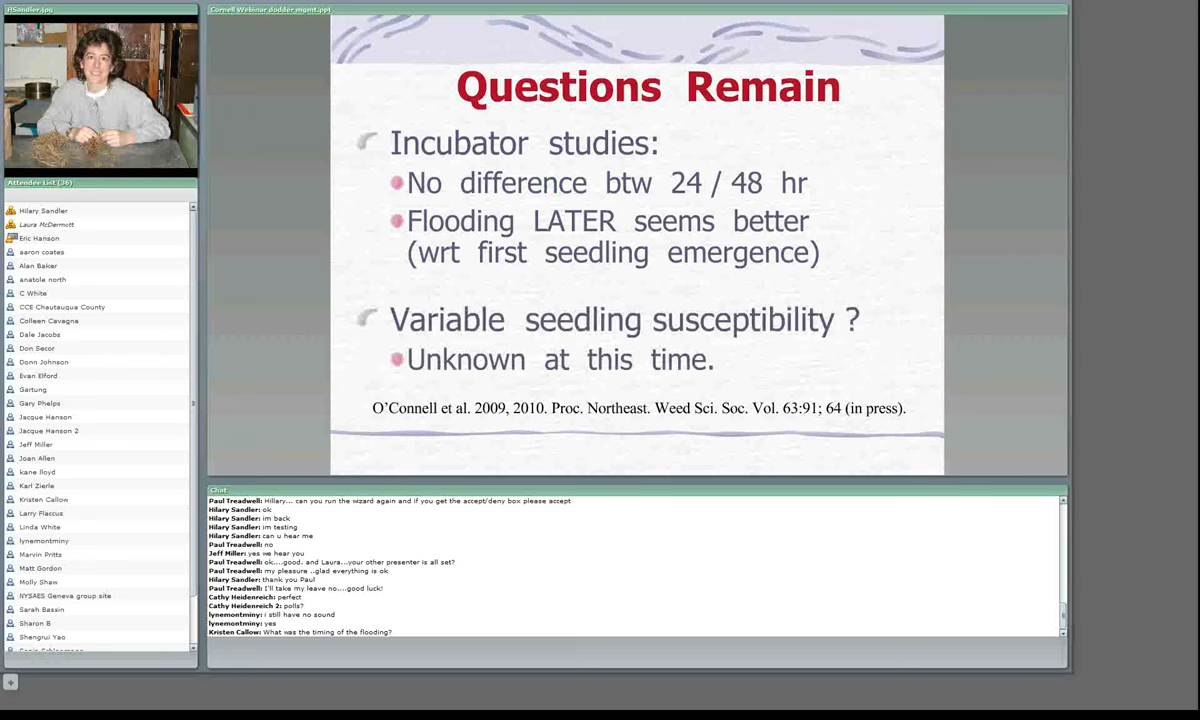 HSandler.jpg
Cornell Webinar dodder mgmt.ppt
Questions Remain
Incubator studies:
No difference btw 24 / 48 hr
Flooding LATER seems better
(wrt first seedling emergence)
Variable seedling susceptibility ?
Unknown at this time.
O'Connell et al. 2009, 2010. Proc. Northeast. Weed Sci. Soc. Vol. 63:91; 64 (in press).
Attendee List (36)
Hilary Sandler
Laura McDermott
Eric Hanson
aaron coates
Alan Baker
anatole north
C White
CCE Chautauqua County
Colleen Cavagna
Dale Jacobs
Don Secor
Donn Johnson
Evan Elford
Gartung
Gary Phelps
Jacque Hanson
Jacque Hanson 2
Jeff Miller
Joan Allen
kane lloyd
Karl Zierle
Kristen Callow
Larry Flaccus
Linda White
lynemontminy
Marvin Pritts
Matt Gordon
Molly Shaw
NYSAES Geneva group site
Sarah Bassin
Sharon B
Shengrui Yao
Chat
Paul Treadwell: Hillary... can you run the wizard again and if you get the accept/deny box please accept
Hilary Sandler: ok
Hilary Sandler: im back
Hilary Sandler: im testing
Hilary Sandler: can u hear me
Paul Treadwell: no
Jeff Miller: yes we hear you
Paul Treadwell: ok....good. and Laura...your other presenter is all set?
Paul Treadwell: my pleasure ..glad everything is ok
Hilary Sandler: thank you Paul
Paul Treadwell: I'll take my leave no....good luck!
Cathy Heidenreich: perfect
Cathy Heidenreich 2: polls?
lynemontminy: i still have no sound
lynemontminy: yes
Kristen Callow: What was the timing of the flooding?